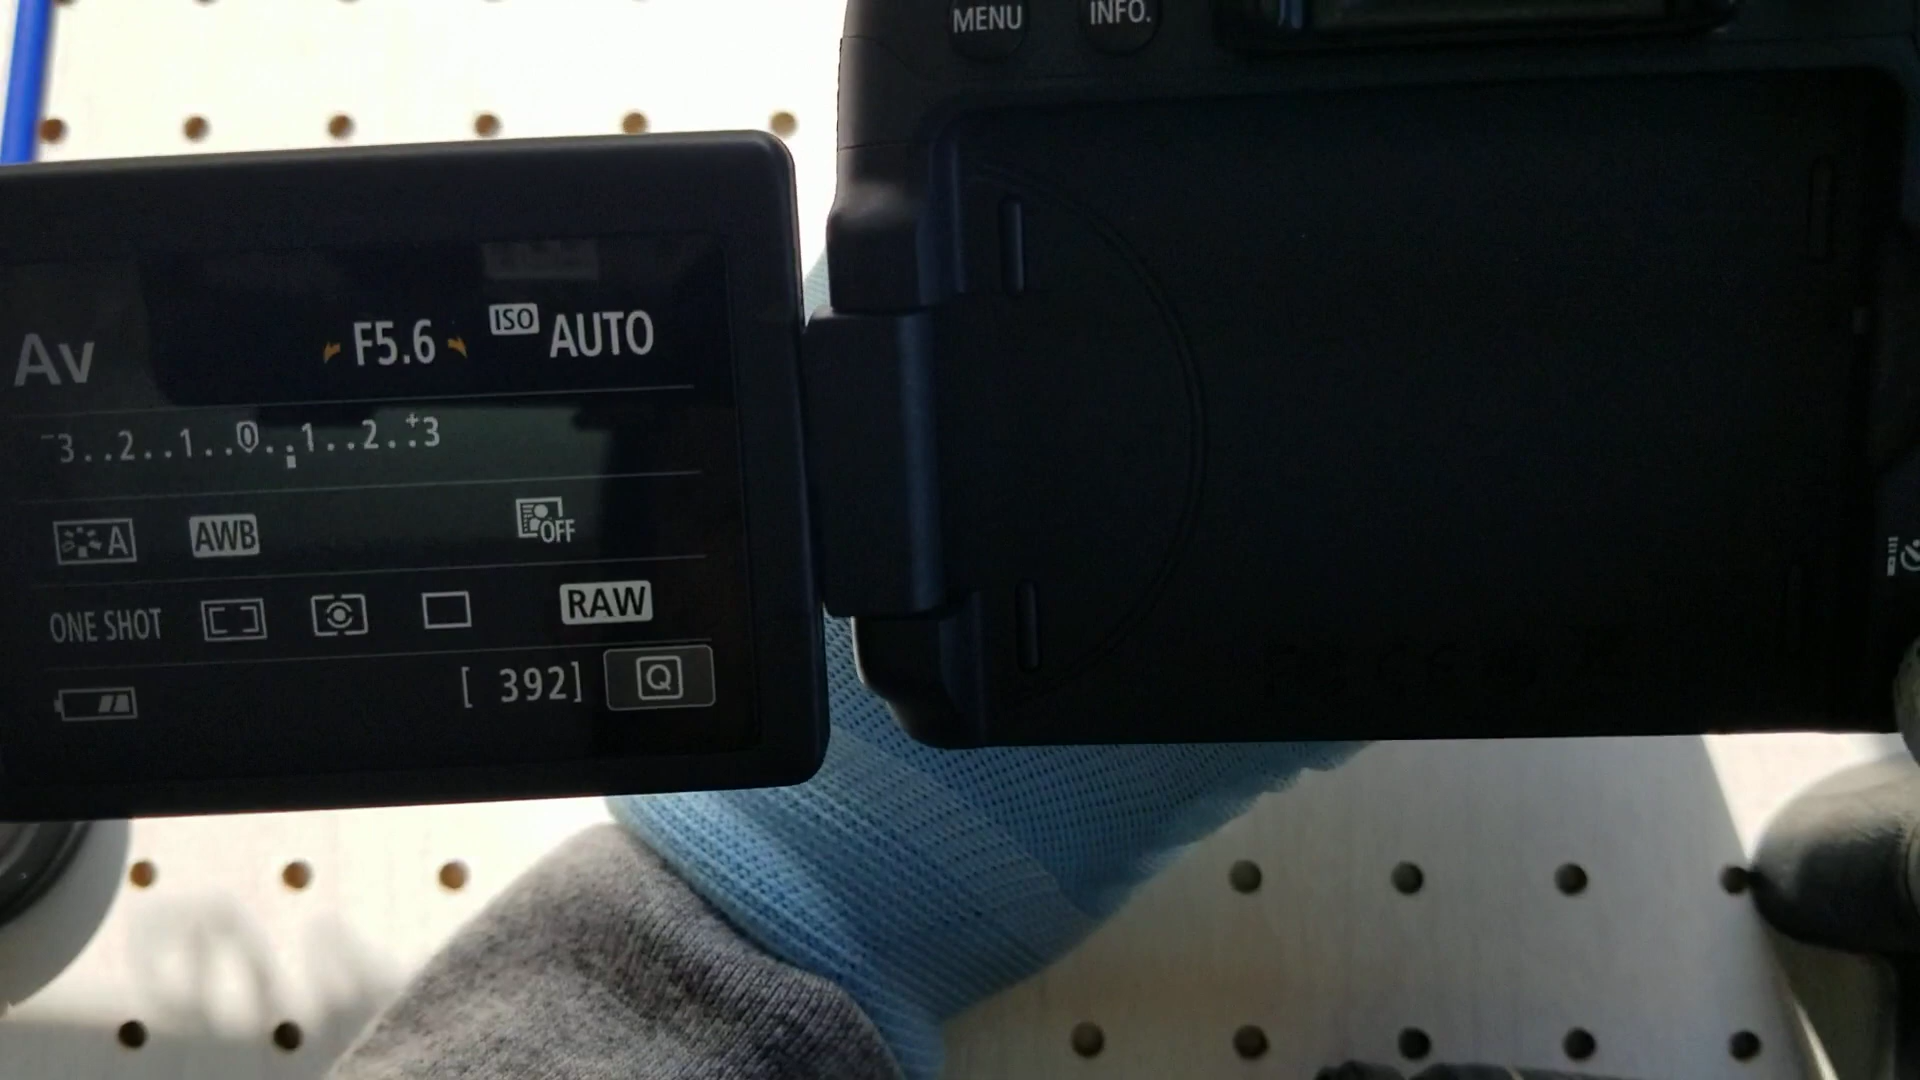 MENU INFO.
Av F5.6 ISO AUTO
-3..2..1..0..1..2..+3
A AWB OFF
ONE SHOT RAW
[ 392] Q